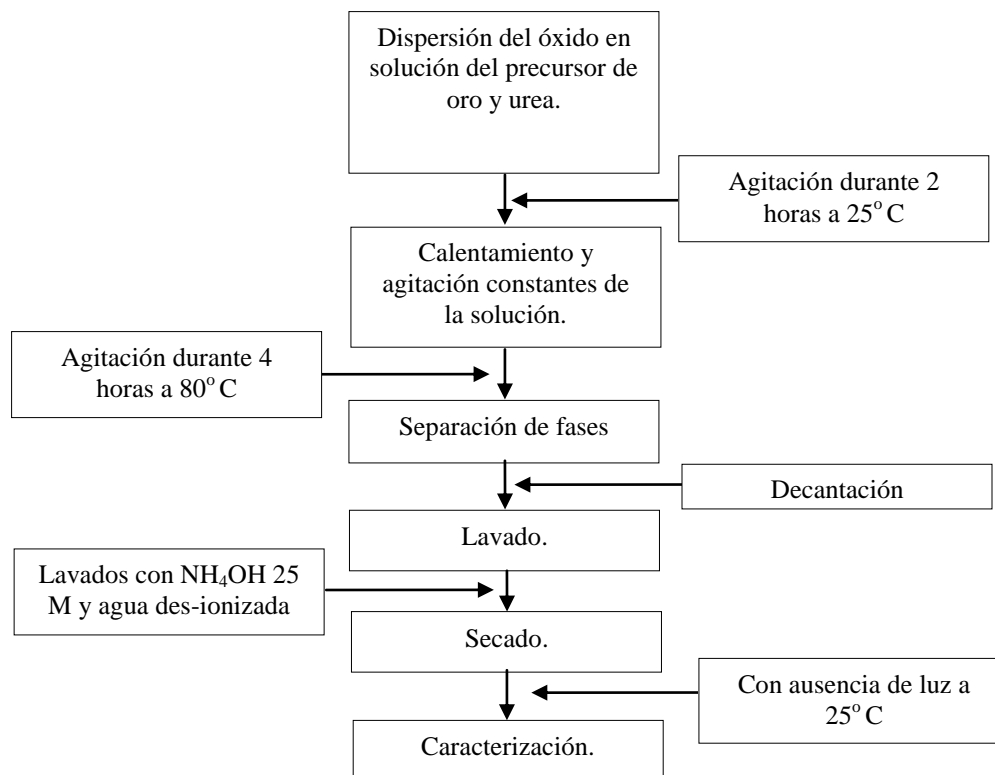 Dispersión del óxido en
solución del precursor de
oro y urea.
Agitación durante 2
horas a 25° C
Calentamiento y
agitación constantes de
la solución.
Agitación durante 4
horas a 80° C
Separación de fases
Decantación
Lavado.
Lavados con NH₄OH 25
M y agua des-ionizada
Secado.
Con ausencia de luz a
25° C
Caracterización.